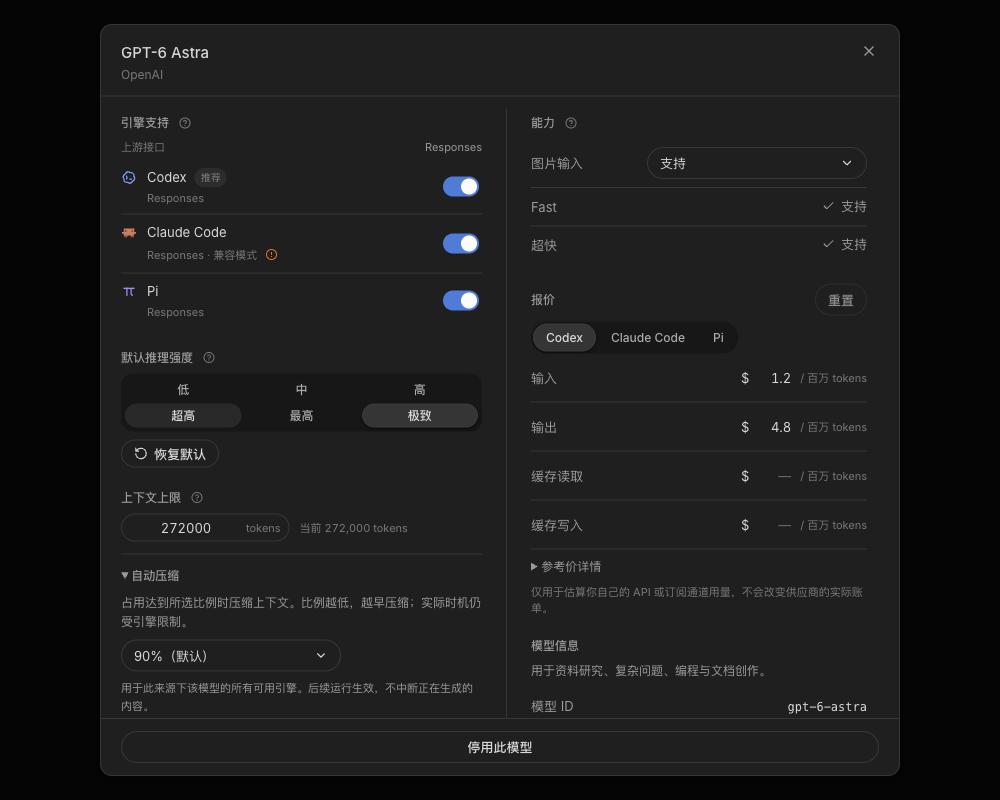 GPT-6 Astra
OpenAI
引擎支持
上游接口 Responses
Codex 推荐
Responses
Claude Code
Responses · 兼容模式
Pi
Responses
默认推理强度
低 中 高
超高 最高 极致
恢复默认
上下文上限
272000 tokens 当前 272,000 tokens
▼自动压缩
占用达到所选比例时压缩上下文。比例越低，越早压缩；实际时机仍
受引擎限制。
90%（默认）
用于此来源下该模型的所有可用引擎。后续运行生效，不中断正在生成的
内容。
能力
图片输入 支持
Fast ✓ 支持
超快 ✓ 支持
报价 重置
Codex Claude Code Pi
输入 $ 1.2 / 百万 tokens
输出 $ 4.8 / 百万 tokens
缓存读取 $ — / 百万 tokens
缓存写入 $ — / 百万 tokens
▶参考价详情
仅用于估算你自己的 API 或订阅通道用量，不会改变供应商的实际账
单。
模型信息
用于资料研究、复杂问题、编程与文档创作。
模型 ID gpt-6-astra
停用此模型